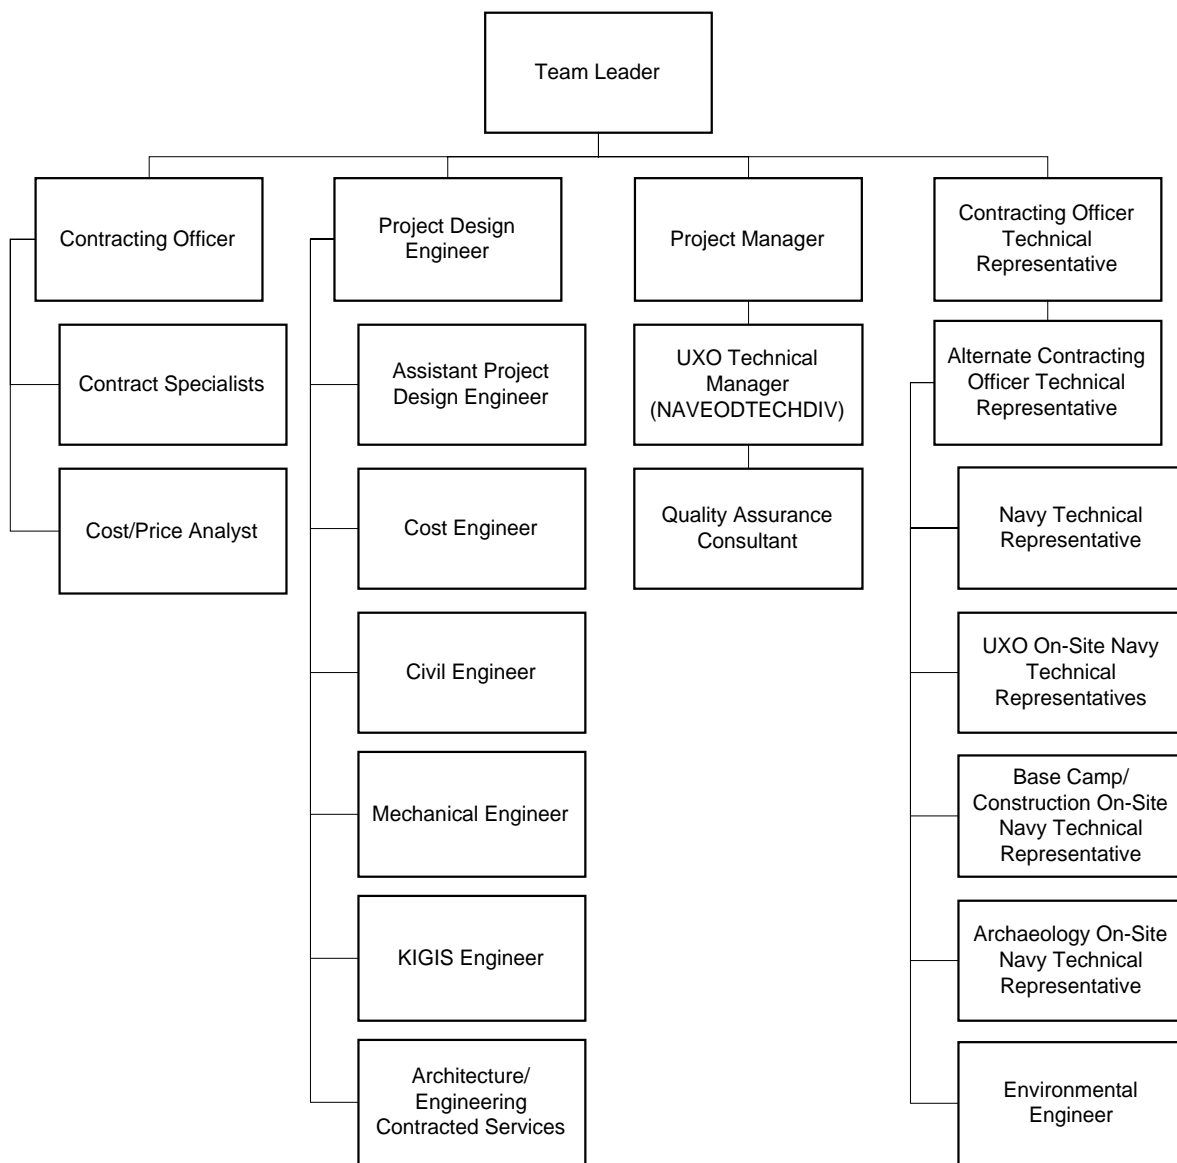 Team Leader
Contracting Officer
Contract Specialists
Cost/Price Analyst
Project Design
Engineer
Assistant Project
Design Engineer
Cost Engineer
Civil Engineer
Mechanical Engineer
KIGIS Engineer
Architecture/
Engineering
Contracted Services
Project Manager
UXO Technical
Manager
(NAVEODTECHDIV)
Quality Assurance
Consultant
Contracting Officer
Technical
Representative
Alternate Contracting
Officer Technical
Representative
Navy Technical
Representative
UXO On-Site Navy
Technical
Representatives
Base Camp/
Construction On-Site
Navy Technical
Representative
Archaeology On-Site
Navy Technical
Representative
Environmental
Engineer